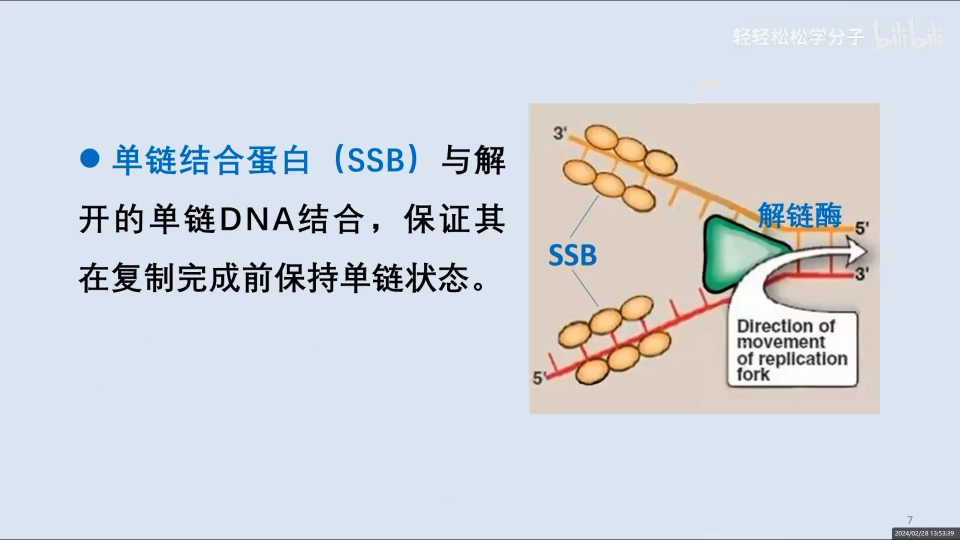 轻轻松松学分子 bilibili
单链结合蛋白（SSB）与解
开的单链DNA结合，保证其
在复制完成前保持单链状态。
3'
解链酶
5'
SSB
3'
Direction of
movement
of replication
fork
5'
7
2024/02/28 13:53:39